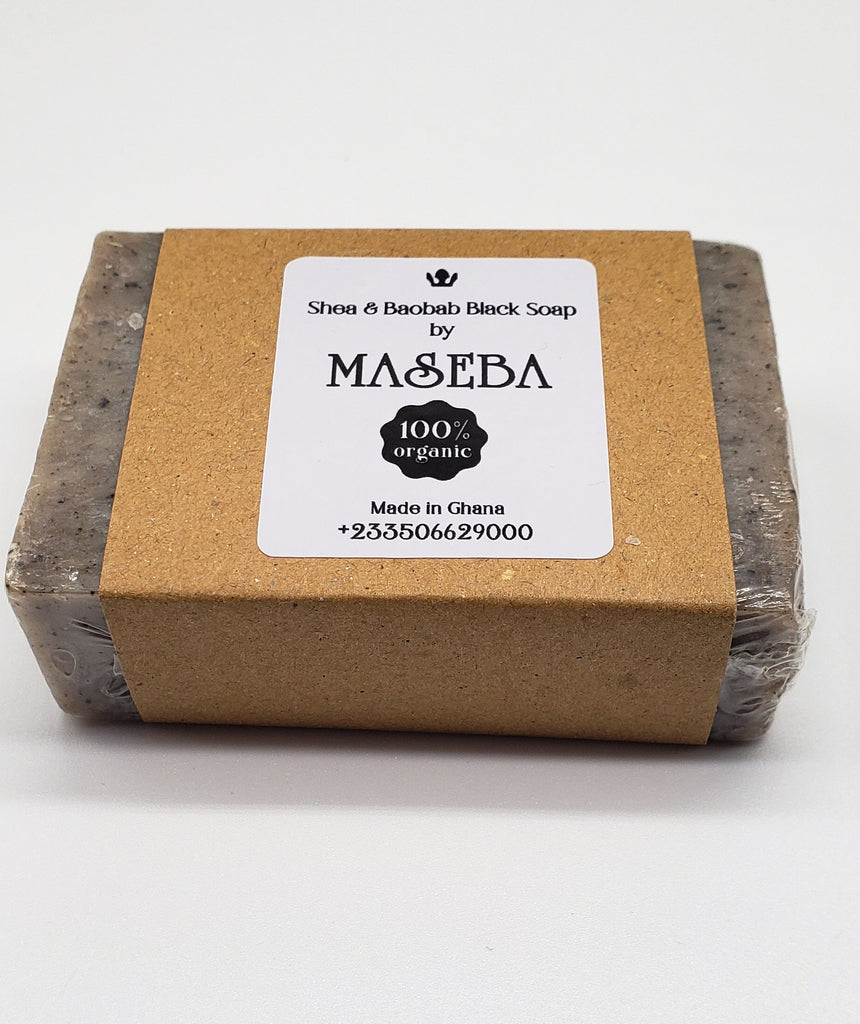 Shea & Baobab Black Soap
by
MASEBA
100%
organic
Made in Ghana
+233506629000